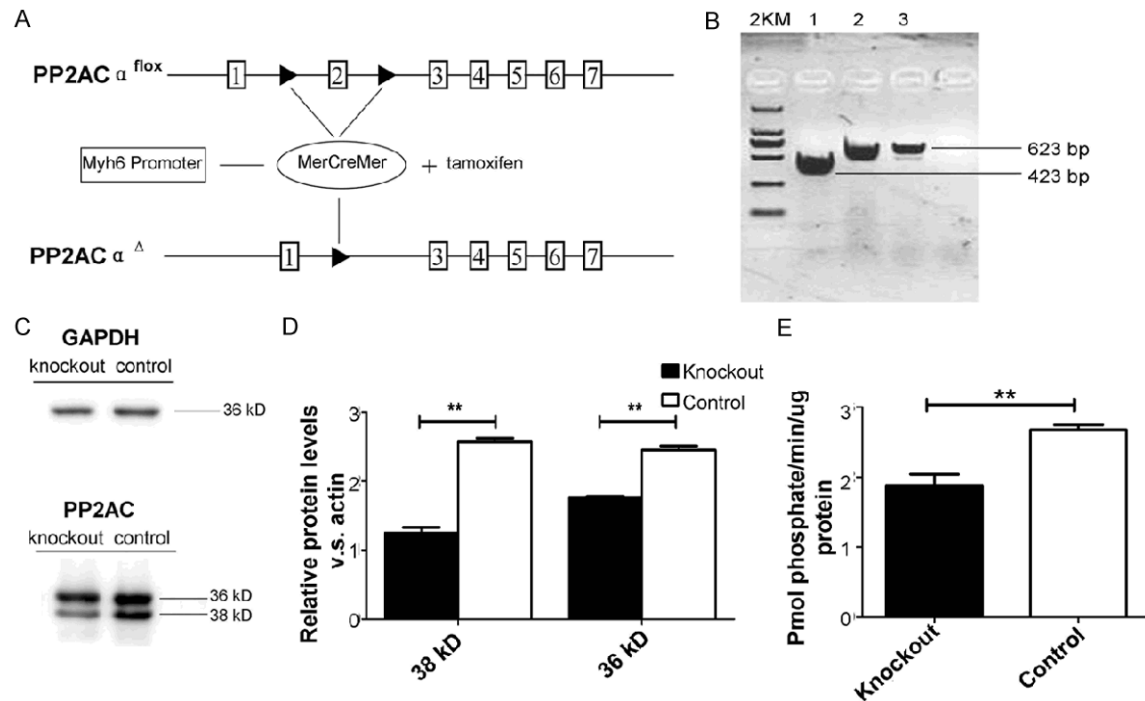 A
PP2AC α flox
1 2 3 4 5 6 7
Myh6 Promoter
MerCreMer
+ tamoxifen
PP2AC α Δ
1 3 4 5 6 7
B
2KM 1 2 3
623 bp
423 bp
C
GAPDH
knockout control
36 kD
PP2AC
knockout control
36 kD
38 kD
D
Knockout
Control
Relative protein levels
v.s. actin
3
2
1
0
**
**
38 kD
36 kD
E
Pmol phosphate/min/ug
protein
3
2
1
0
**
Knockout
Control